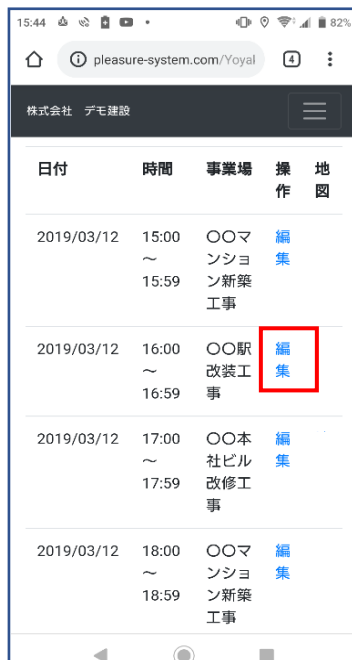 15:44 82%
pleasure-system.com/Yoyal 4
株式会社 デモ建設
日付 時間 事業場 操作 地図
2019/03/12 15:00～15:59 〇〇マンション新築工事 編集
2019/03/12 16:00～16:59 〇〇駅改装工事 編集
2019/03/12 17:00～17:59 〇〇本社ビル改修工事 編集
2019/03/12 18:00～18:59 〇〇マンション新築工事 編集